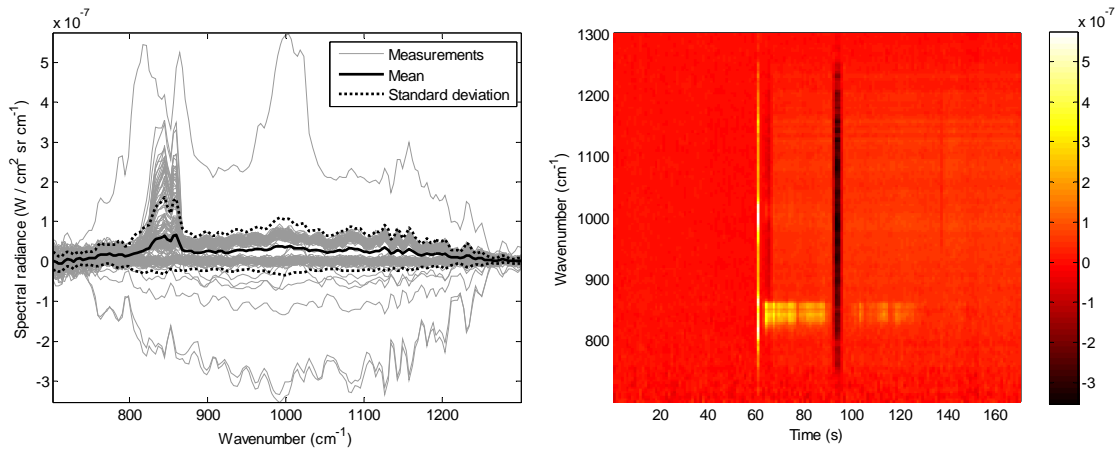 x 10⁻⁷
5
4
3
2
1
0
-1
-2
-3
Spectral radiance (W / cm² sr cm⁻¹)
800 900 1000 1100 1200
Wavenumber (cm⁻¹)
Measurements
Mean
Standard deviation
1300
1200
1100
1000
900
800
Wavenumber (cm⁻¹)
20 40 60 80 100 120 140 160
Time (s)
x 10⁻⁷
5
4
3
2
1
0
-1
-2
-3